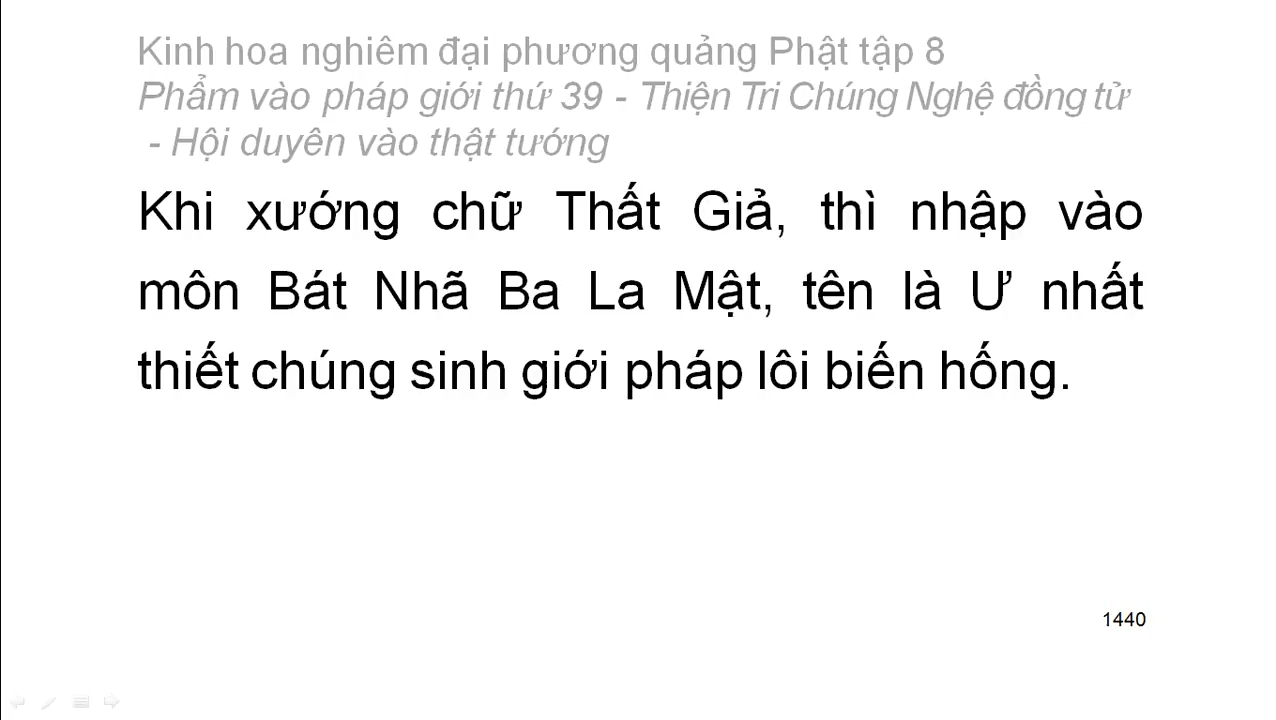 Kinh hoa nghiêm đại phương quảng Phật tập 8
Phẩm vào pháp giới thứ 39 - Thiện Tri Chúng Nghệ đồng tử
- Hội duyên vào thật tướng
Khi xướng chữ Thất Giả, thì nhập vào
môn Bát Nhã Ba La Mật, tên là Ư nhất
thiết chúng sinh giới pháp lôi biến hống.
1440